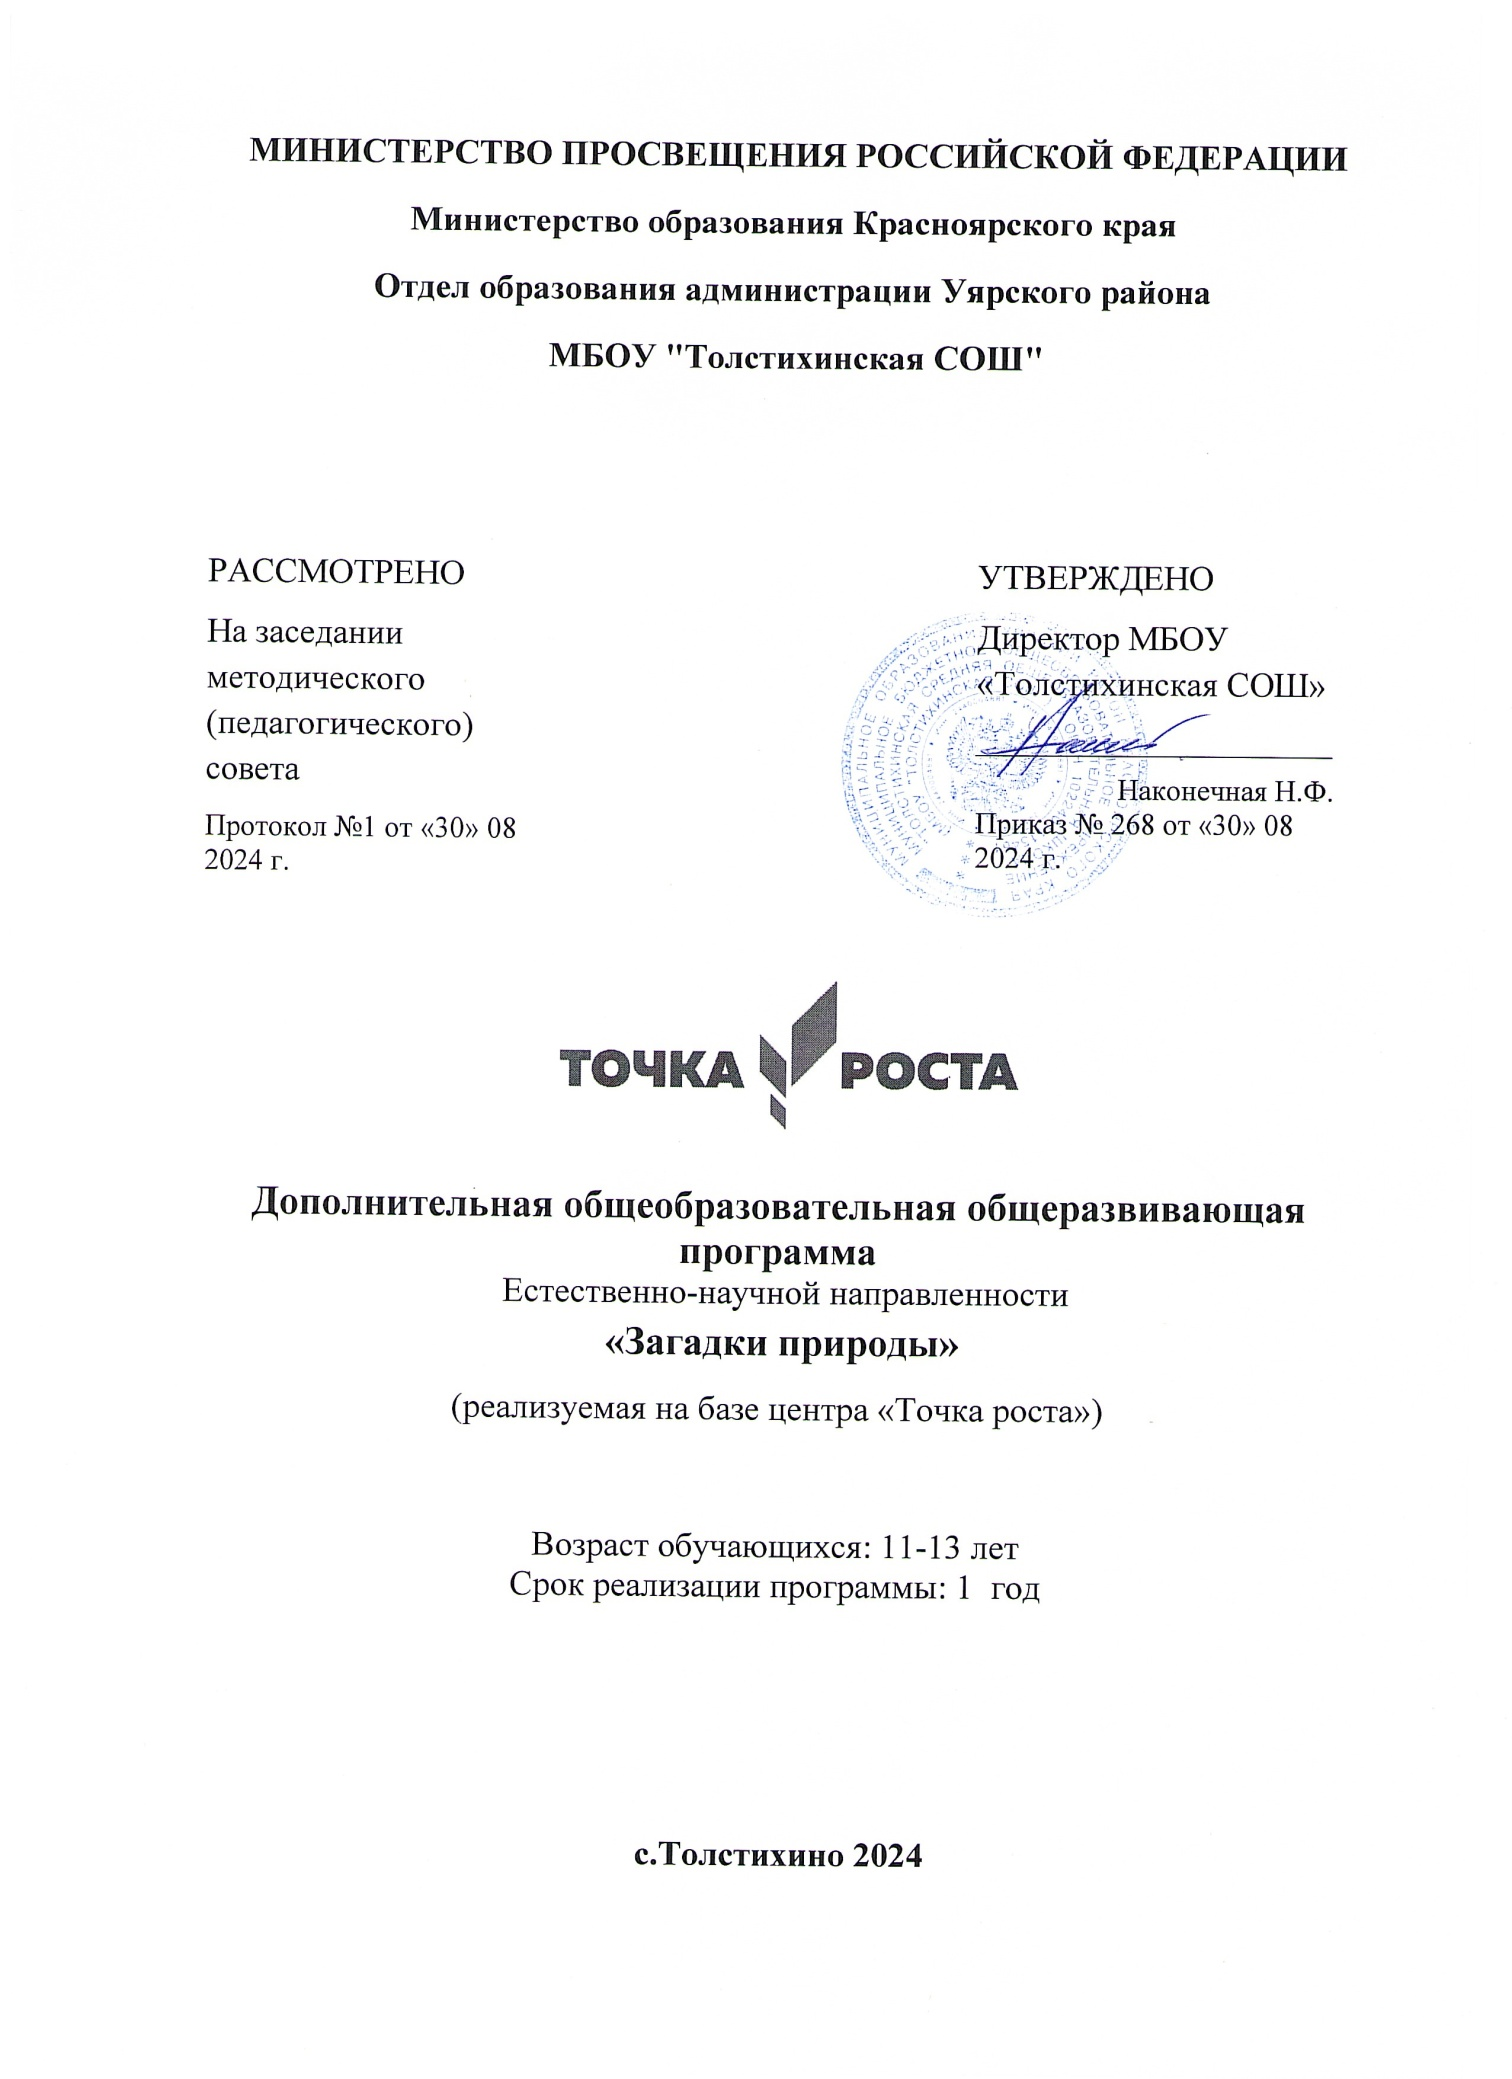 МИНИСТЕРСТВО ПРОСВЕЩЕНИЯ РОССИЙСКОЙ ФЕДЕРАЦИИ
Министерство образования Красноярского края
Отдел образования администрации Уярского района
МБОУ "Толстихинская СОШ"
РАССМОТРЕНО
На заседании
методического
(педагогического)
совета
Протокол №1 от «30» 08
2024 г.
УТВЕРЖДЕНО
Директор МБОУ
«Толстихинская СОШ»
Наконечная Н.Ф.
Приказ № 268 от «30» 08
2024 г.
ТОЧКА РОСТА
Дополнительная общеобразовательная общеразвивающая
программа
Естественно-научной направленности
«Загадки природы»
(реализуемая на базе центра «Точка роста»)
Возраст обучающихся: 11-13 лет
Срок реализации программы: 1 год
с.Толстихино 2024